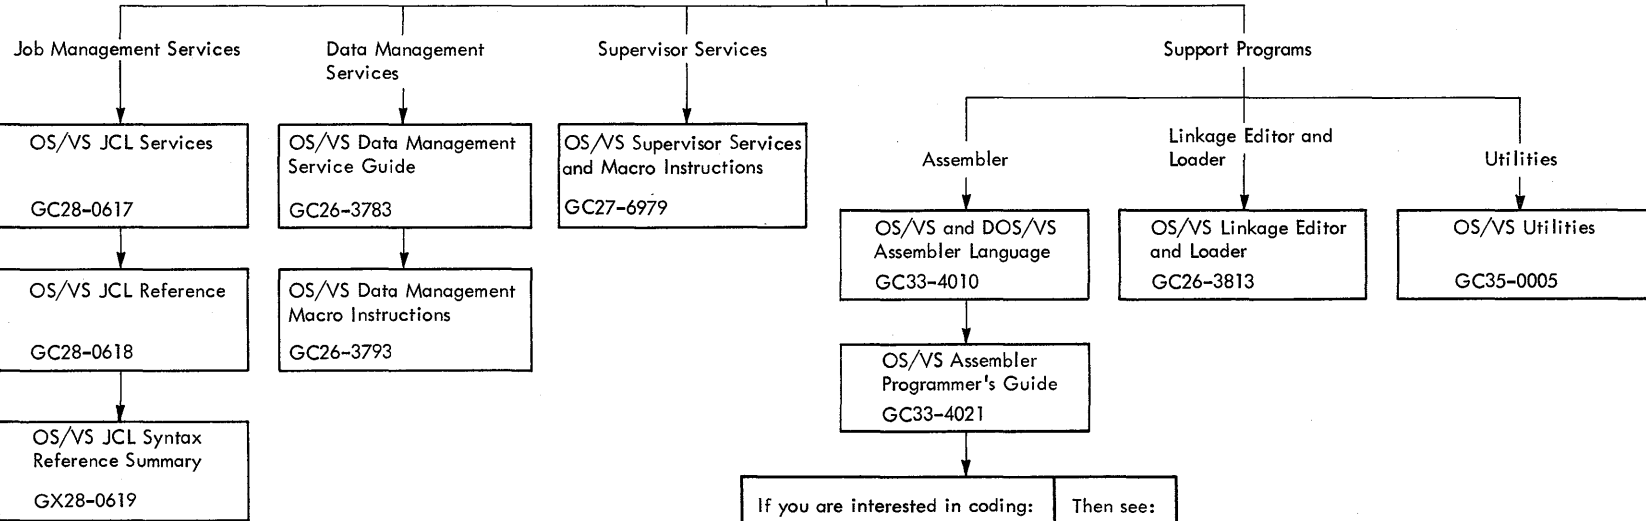 Job Management Services
Data Management
Services
Supervisor Services
Support Programs
OS/VS JCL Services
GC28-0617
OS/VS Data Management
Service Guide
GC26-3783
OS/VS Supervisor Services
and Macro Instructions
GC27-6979
Assembler
Linkage Editor and
Loader
Utilities
OS/VS JCL Reference
GC28-0618
OS/VS Data Management
Macro Instructions
GC26-3793
OS/VS and DOS/VS
Assembler Language
GC33-4010
OS/VS Linkage Editor
and Loader
GC26-3813
OS/VS Utilities
GC35-0005
OS/VS Assembler
Programmer's Guide
GC33-4021
OS/VS JCL Syntax
Reference Summary
GX28-0619
If you are interested in coding:
Then see: